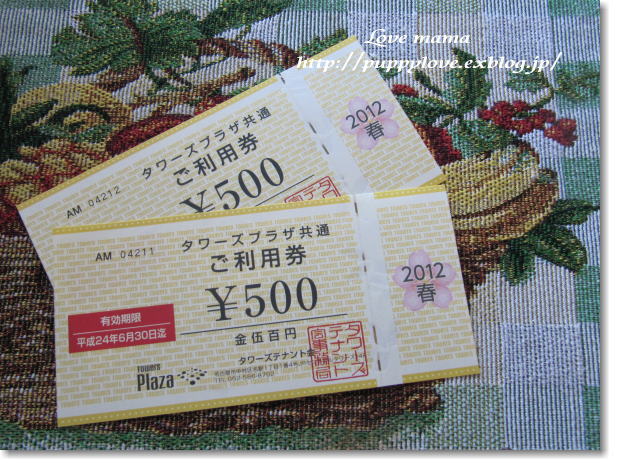 Love mama
http://puppylove.exblog.jp/
タワーズプラザ共通
ご利用券
¥500
AM 04212
2012
春
AM 04211
タワーズプラザ共通
ご利用券
¥500
金伍百円
有効期限
平成24年6月30日迄
タワーズテナント会
Towers
Plaza
2012
春